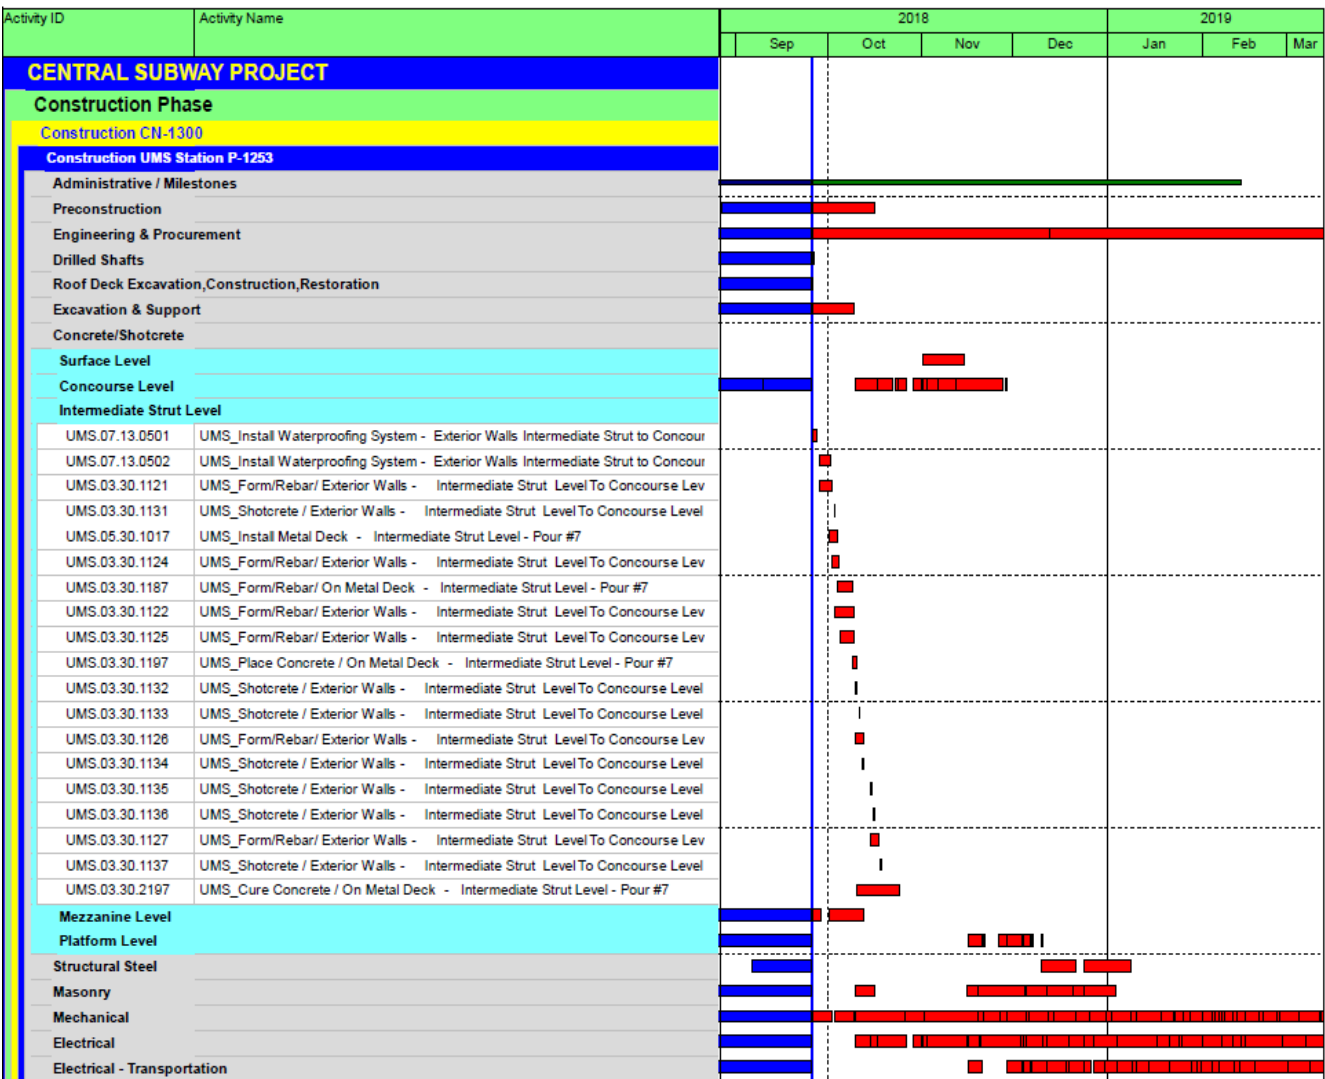 Activity ID Activity Name 2018 2019
Sep Oct Nov Dec Jan Feb Mar
CENTRAL SUBWAY PROJECT
Construction Phase
Construction CN-1300
Construction UMS Station P-1253
Administrative / Milestones
Preconstruction
Engineering & Procurement
Drilled Shafts
Roof Deck Excavation,Construction,Restoration
Excavation & Support
Concrete/Shotcrete
Surface Level
Concourse Level
Intermediate Strut Level
UMS.07.13.0501 UMS_Install Waterproofing System - Exterior Walls Intermediate Strut to Concour
UMS.07.13.0502 UMS_Install Waterproofing System - Exterior Walls Intermediate Strut to Concour
UMS.03.30.1121 UMS_Form/Rebar/ Exterior Walls - Intermediate Strut Level To Concourse Lev
UMS.03.30.1131 UMS_Shotcrete / Exterior Walls - Intermediate Strut Level To Concourse Level
UMS.05.30.1017 UMS_Install Metal Deck - Intermediate Strut Level - Pour #7
UMS.03.30.1124 UMS_Form/Rebar/ Exterior Walls - Intermediate Strut Level To Concourse Lev
UMS.03.30.1187 UMS_Form/Rebar/ On Metal Deck - Intermediate Strut Level - Pour #7
UMS.03.30.1122 UMS_Form/Rebar/ Exterior Walls - Intermediate Strut Level To Concourse Lev
UMS.03.30.1125 UMS_Form/Rebar/ Exterior Walls - Intermediate Strut Level To Concourse Lev
UMS.03.30.1197 UMS_Place Concrete / On Metal Deck - Intermediate Strut Level - Pour #7
UMS.03.30.1132 UMS_Shotcrete / Exterior Walls - Intermediate Strut Level To Concourse Level
UMS.03.30.1133 UMS_Shotcrete / Exterior Walls - Intermediate Strut Level To Concourse Level
UMS.03.30.1126 UMS_Form/Rebar/ Exterior Walls - Intermediate Strut Level To Concourse Lev
UMS.03.30.1134 UMS_Shotcrete / Exterior Walls - Intermediate Strut Level To Concourse Level
UMS.03.30.1135 UMS_Shotcrete / Exterior Walls - Intermediate Strut Level To Concourse Level
UMS.03.30.1136 UMS_Shotcrete / Exterior Walls - Intermediate Strut Level To Concourse Level
UMS.03.30.1127 UMS_Form/Rebar/ Exterior Walls - Intermediate Strut Level To Concourse Lev
UMS.03.30.1137 UMS_Shotcrete / Exterior Walls - Intermediate Strut Level To Concourse Level
UMS.03.30.2197 UMS_Cure Concrete / On Metal Deck - Intermediate Strut Level - Pour #7
Mezzanine Level
Platform Level
Structural Steel
Masonry
Mechanical
Electrical
Electrical - Transportation